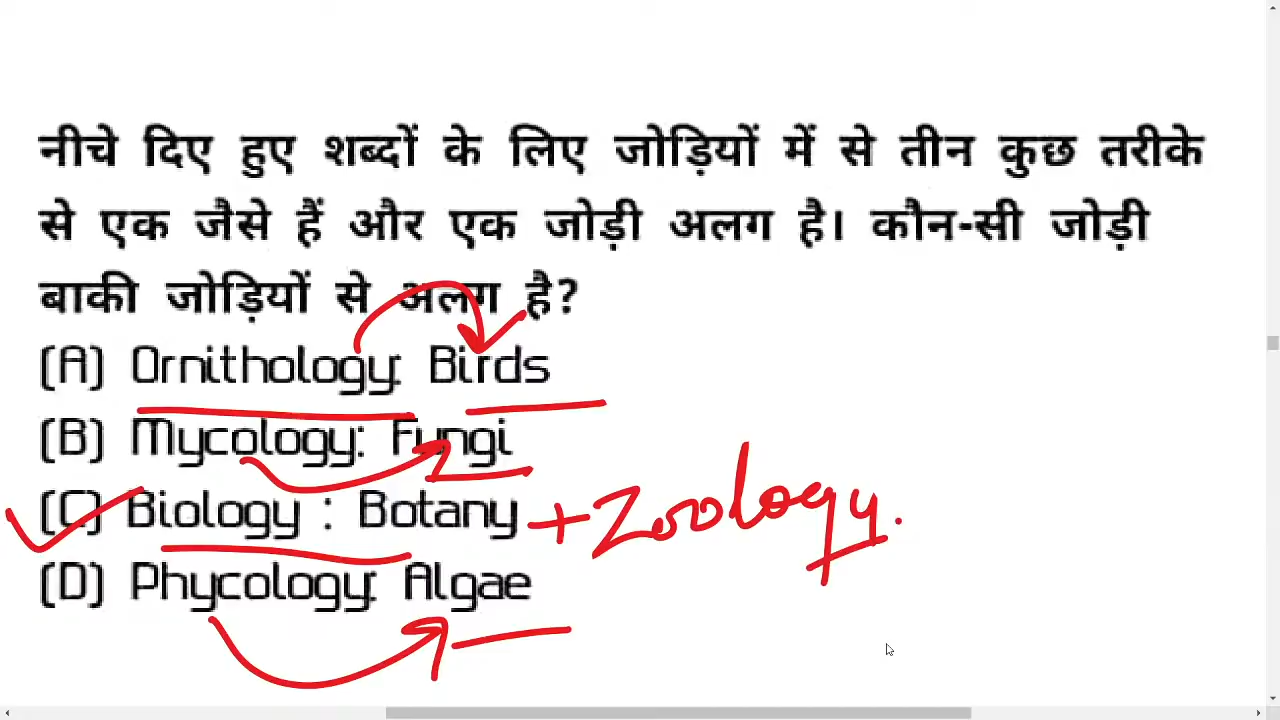 नीचे दिए हुए शब्दों के लिए जोड़ियों में से तीन कुछ तरीके
से एक जैसे हैं और एक जोड़ी अलग है। कौन-सी जोड़ी
बाकी जोड़ियों से अलग है?
(A) Ornithology: Birds
(B) Mycology: Fungi
(C) Biology : Botany + Zoology.
(D) Phycology: Algae